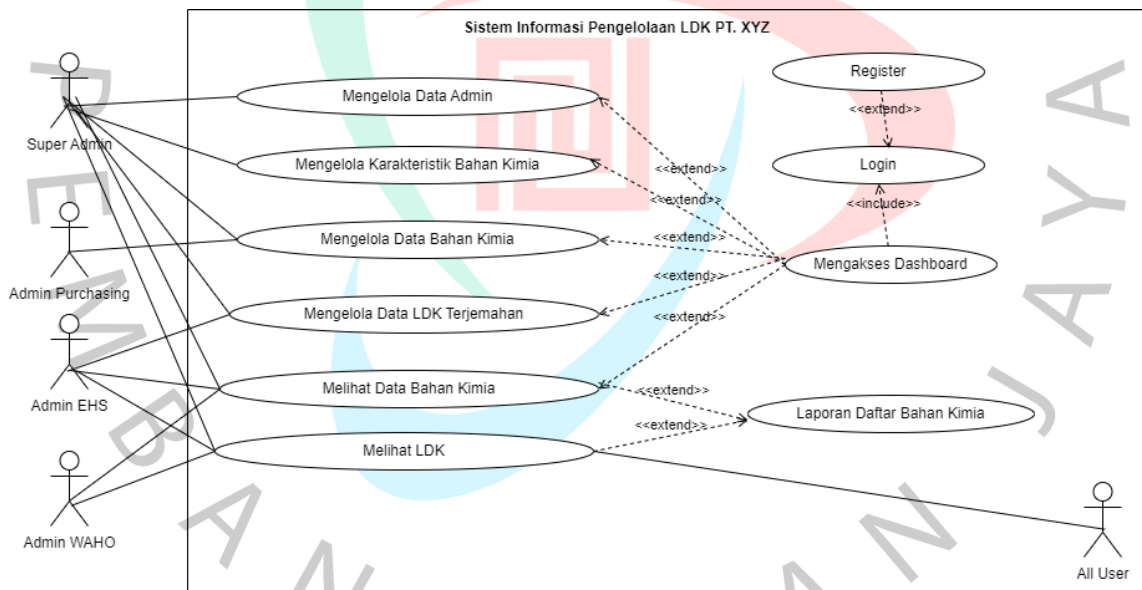 Sistem Informasi Pengelolaan LDK PT. XYZ
Register
<<extend>>
Login
<<include>>
Mengakses Dashboard
Mengelola Data Admin
Mengelola Karakteristik Bahan Kimia
Mengelola Data Bahan Kimia
Mengelola Data LDK Terjemahan
Melihat Data Bahan Kimia
Melihat LDK
<<extend>>
<<extend>>
<<extend>>
<<extend>>
<<extend>>
<<extend>>
<<extend>>
Laporan Daftar Bahan Kimia
Super Admin
Admin Purchasing
Admin EHS
Admin WAHO
All User
PEMBANGUNAN JAYA